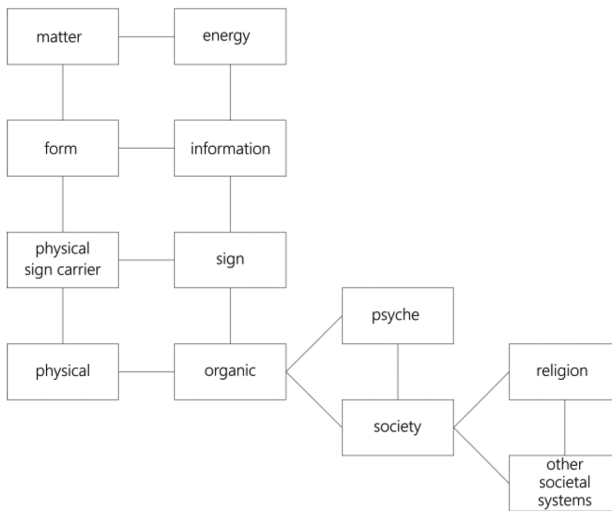 matter
energy
form
information
physical
sign carrier
sign
psyche
physical
organic
religion
society
other
societal
systems